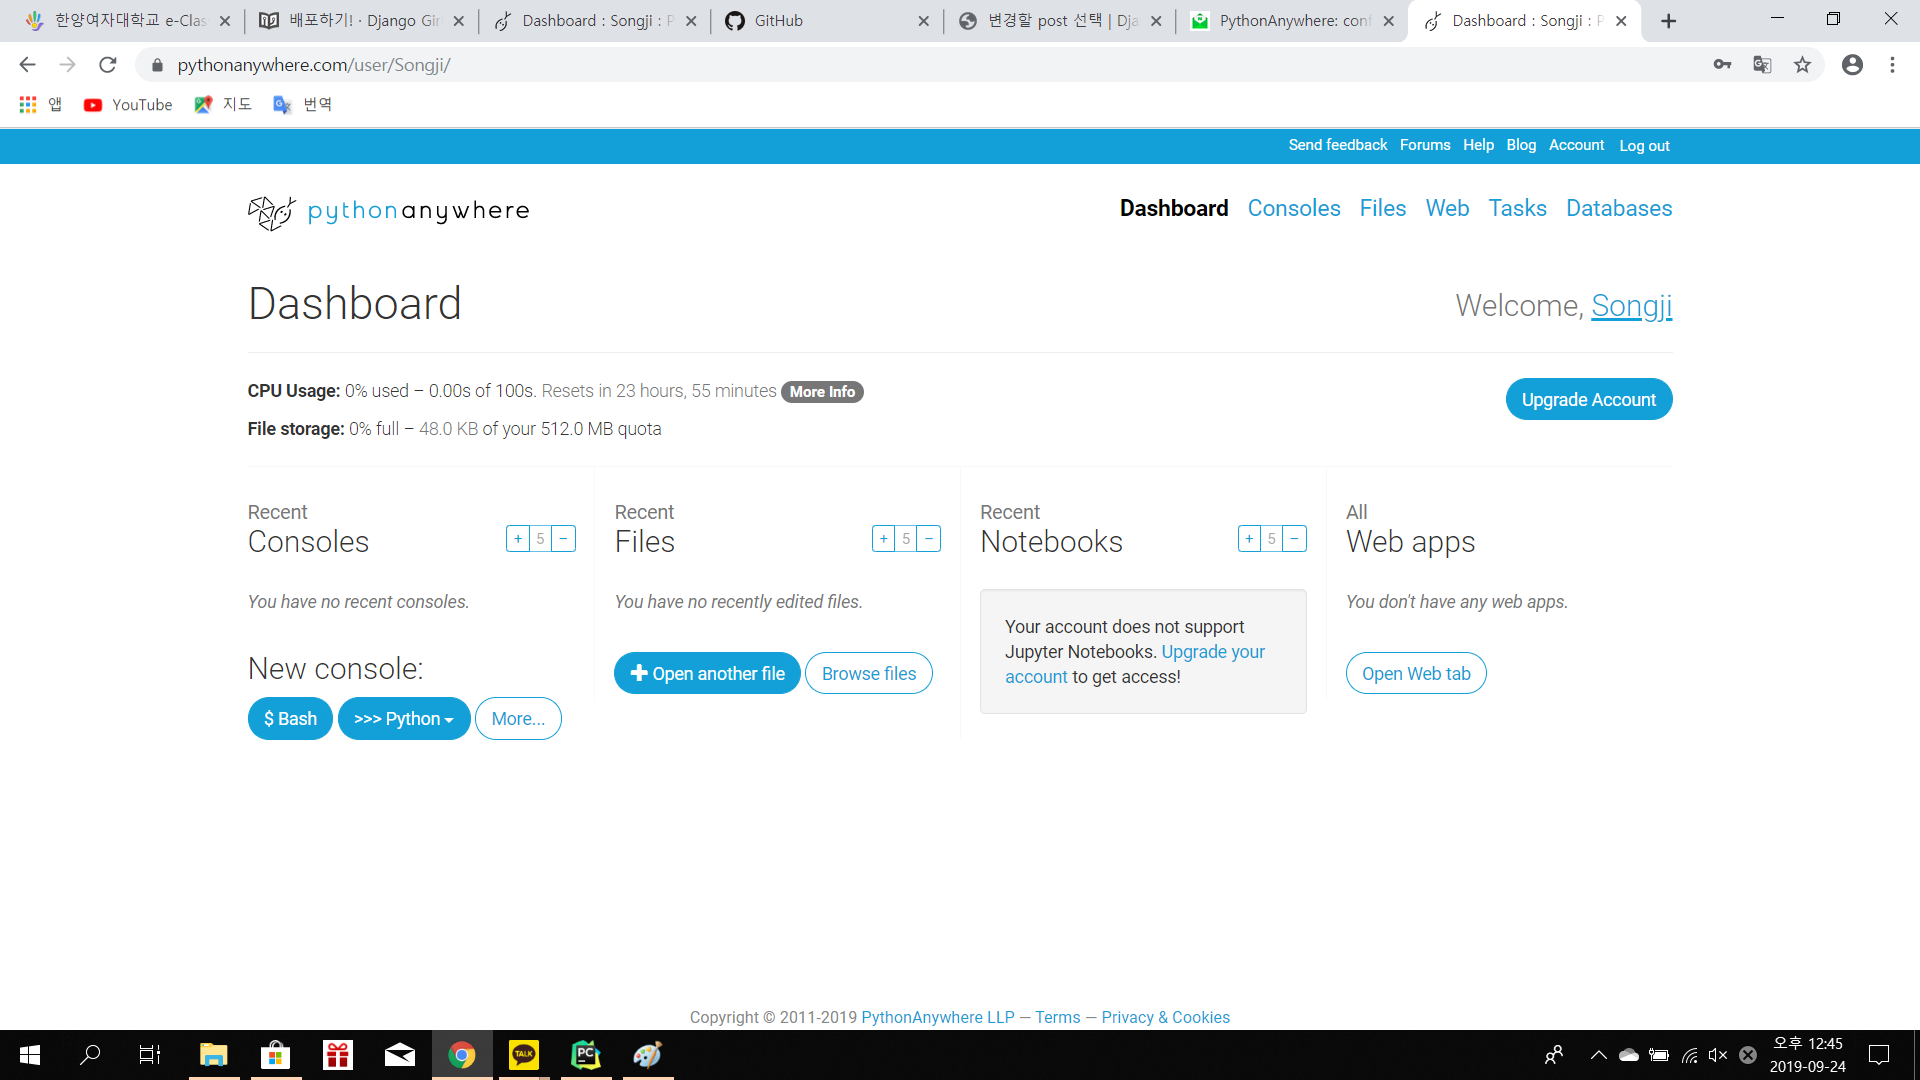 한양여자대학교 e-Clas
배포하기! · Django Gir
Dashboard : Songji : P
GitHub
변경할 post 선택 | Dja
PythonAnywhere: conf
Dashboard : Songji : P
pythonanywhere.com/user/Songji/
앱 YouTube 지도 번역
Send feedback Forums Help Blog Account Log out
pythonanywhere
Dashboard Consoles Files Web Tasks Databases
Dashboard
Welcome, Songji
CPU Usage: 0% used – 0.00s of 100s. Resets in 23 hours, 55 minutes More Info
Upgrade Account
File storage: 0% full – 48.0 KB of your 512.0 MB quota
Recent
Consoles
+ 5 −
You have no recent consoles.
New console:
$ Bash >>> Python More...
Recent
Files
+ 5 −
You have no recently edited files.
Open another file Browse files
Recent
Notebooks
+ 5 −
Your account does not support
Jupyter Notebooks. Upgrade your
account to get access!
All
Web apps
You don't have any web apps.
Open Web tab
Copyright © 2011-2019 PythonAnywhere LLP — Terms — Privacy & Cookies
TALK
PC
오후 12:45
2019-09-24